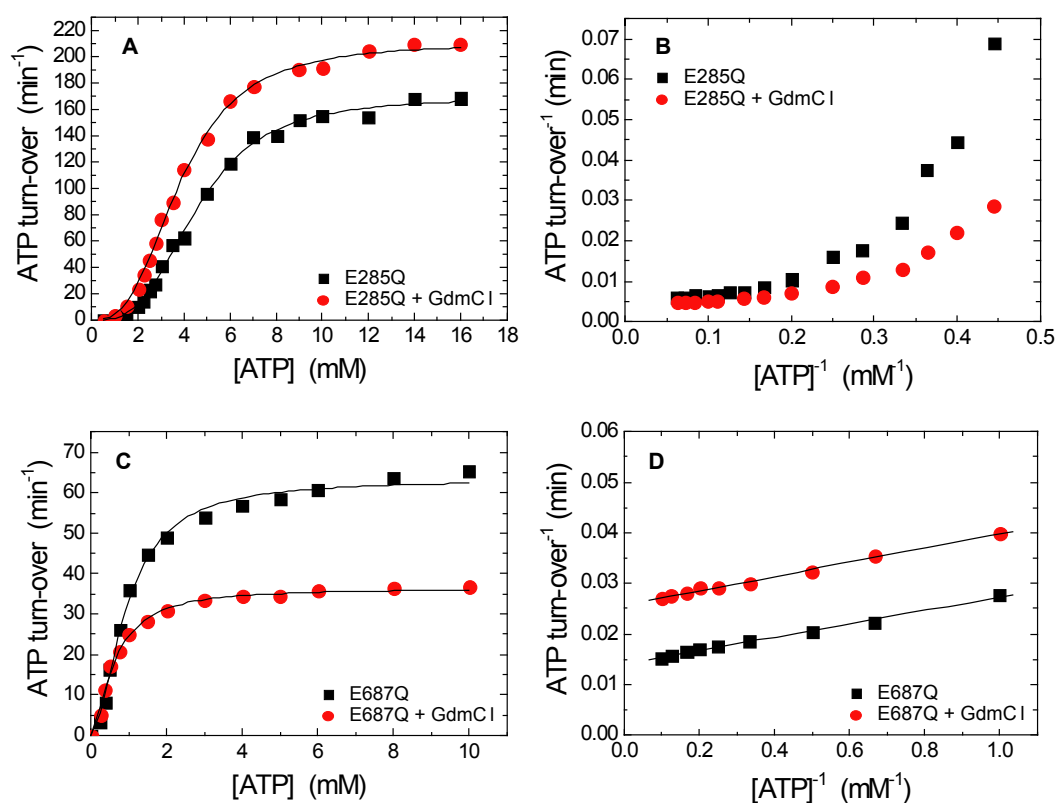 A
220
200
180
160
140
120
100
80
60
40
20
0
ATP turn-over (min⁻¹)
E285Q
E285Q + GdmCl
0 2 4 6 8 10 12 14 16 18
[ATP] (mM)
B
0.07
0.06
0.05
0.04
0.03
0.02
0.01
0.00
ATP turn-over⁻¹ (min)
E285Q
E285Q + GdmCl
0.0 0.1 0.2 0.3 0.4 0.5
[ATP]⁻¹ (mM⁻¹)
C
70
60
50
40
30
20
10
0
ATP turn-over (min⁻¹)
E687Q
E687Q + GdmCl
0 2 4 6 8 10
[ATP] (mM)
D
0.06
0.05
0.04
0.03
0.02
0.01
0.00
ATP turn-over⁻¹ (min)
E687Q
E687Q + GdmCl
0.0 0.2 0.4 0.6 0.8 1.0
[ATP]⁻¹ (mM⁻¹)